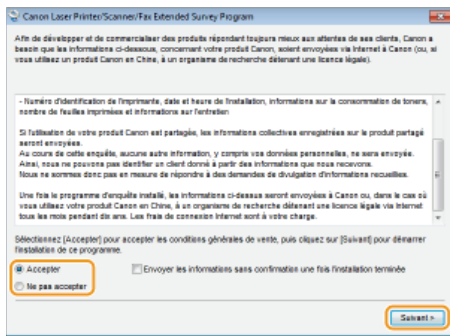 Canon Laser Printer/Scanner/Fax Extended Survey Program
Afin de développer et de commercialiser des produits répondant toujours mieux aux attentes de ses clients, Canon a
besoin que les informations ci-dessous, concernant votre produit Canon, soient envoyées via Internet à Canon (ou, si
vous utilisez un produit Canon en Chine, à un organisme de recherche détenant une licence légale).
- Numéro d'identification de l'imprimante, date et heure de l'installation, informations sur la consommation de toners,
nombre de feuilles imprimées et informations sur l'entretien
Si l'utilisation de votre produit Canon est partagée, les informations collectives enregistrées sur le produit partagé
seront envoyées.
Au cours de cette enquête, aucune autre information, y compris vos données personnelles, ne sera envoyée.
Ainsi, nous ne pouvons pas identifier un client donné à partir des informations que nous recevons.
Nous ne sommes donc pas en mesure de répondre à des demandes de divulgation d'informations recueillies.
Une fois le programme d'enquête installé, les informations ci-dessus seront envoyées à Canon ou, dans le cas où
vous utilisez votre produit Canon en Chine, à un organisme de recherche détenant une licence légale via Internet
tous les mois pendant dix ans. Les frais de connexion Internet sont à votre charge.
Sélectionnez [Accepter] pour accepter les conditions générales de vente, puis cliquez sur [Suivant] pour démarrer
l'installation de ce programme.
Accepter
Envoyer les informations sans confirmation une fois l'installation terminée
Ne pas accepter
Suivant >